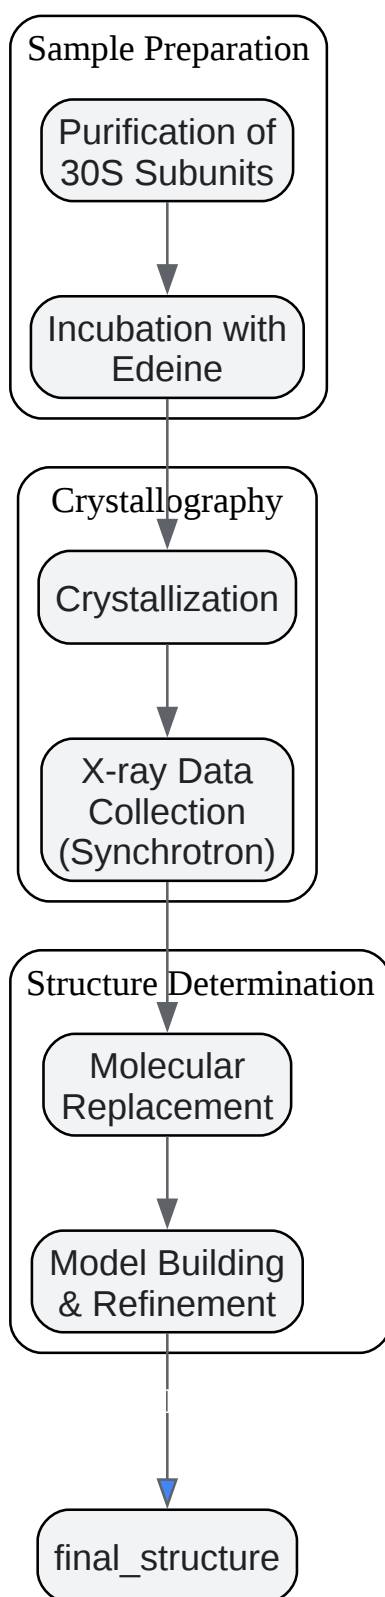 Sample Preparation
Purification of
30S Subunits
Incubation with
Edeine
Crystallography
Crystallization
X-ray Data
Collection
(Synchrotron)
Structure Determination
Molecular
Replacement
Model Building
& Refinement
final_structure